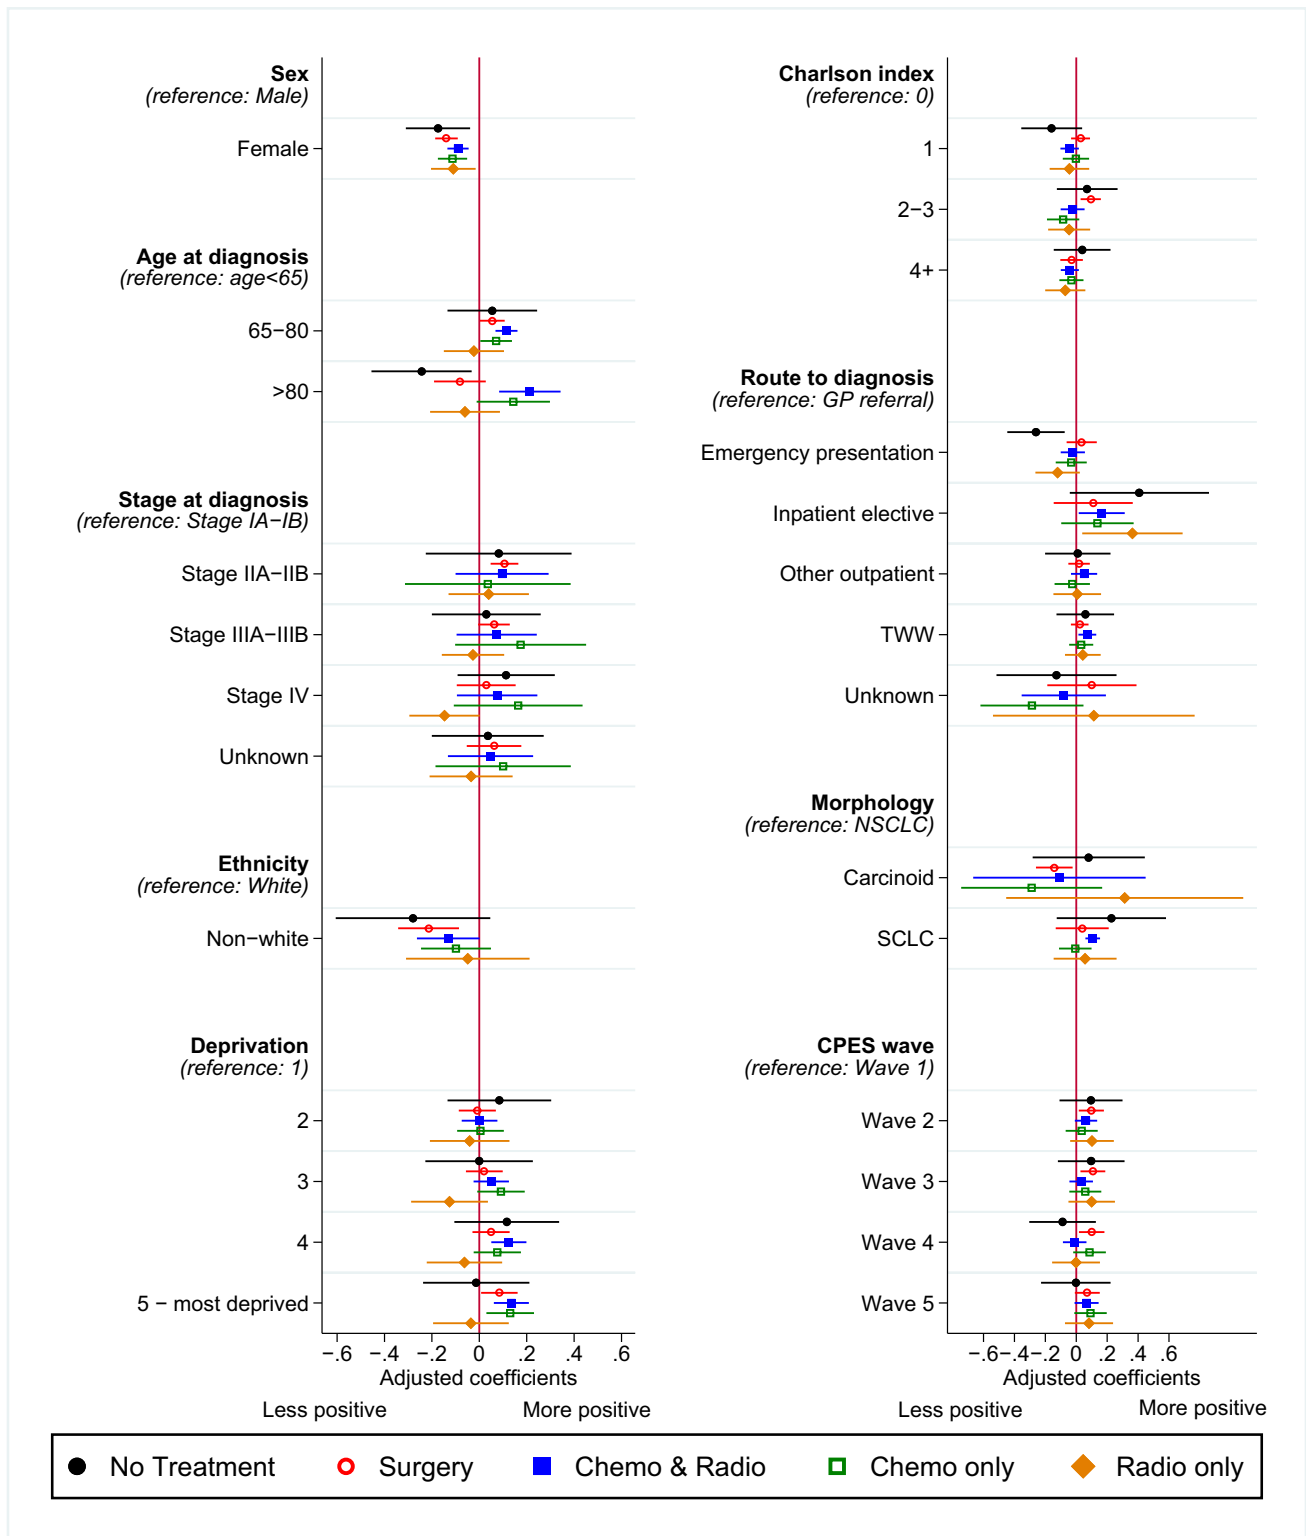 Sex
(reference: Male)
Female
Age at diagnosis
(reference: age<65)
65−80
>80
Stage at diagnosis
(reference: Stage IA−IB)
Stage IIA−IIB
Stage IIIA−IIIB
Stage IV
Unknown
Ethnicity
(reference: White)
Non−white
Deprivation
(reference: 1)
2
3
4
5 − most deprived
−.6 −.4 −.2 0 .2 .4 .6
Adjusted coefficients
Less positive More positive
Charlson index
(reference: 0)
1
2−3
4+
Route to diagnosis
(reference: GP referral)
Emergency presentation
Inpatient elective
Other outpatient
TWW
Unknown
Morphology
(reference: NSCLC)
Carcinoid
SCLC
CPES wave
(reference: Wave 1)
Wave 2
Wave 3
Wave 4
Wave 5
−.6 −.4 −.2 0 .2 .4 .6
Adjusted coefficients
Less positive More positive
No Treatment Surgery Chemo & Radio Chemo only Radio only